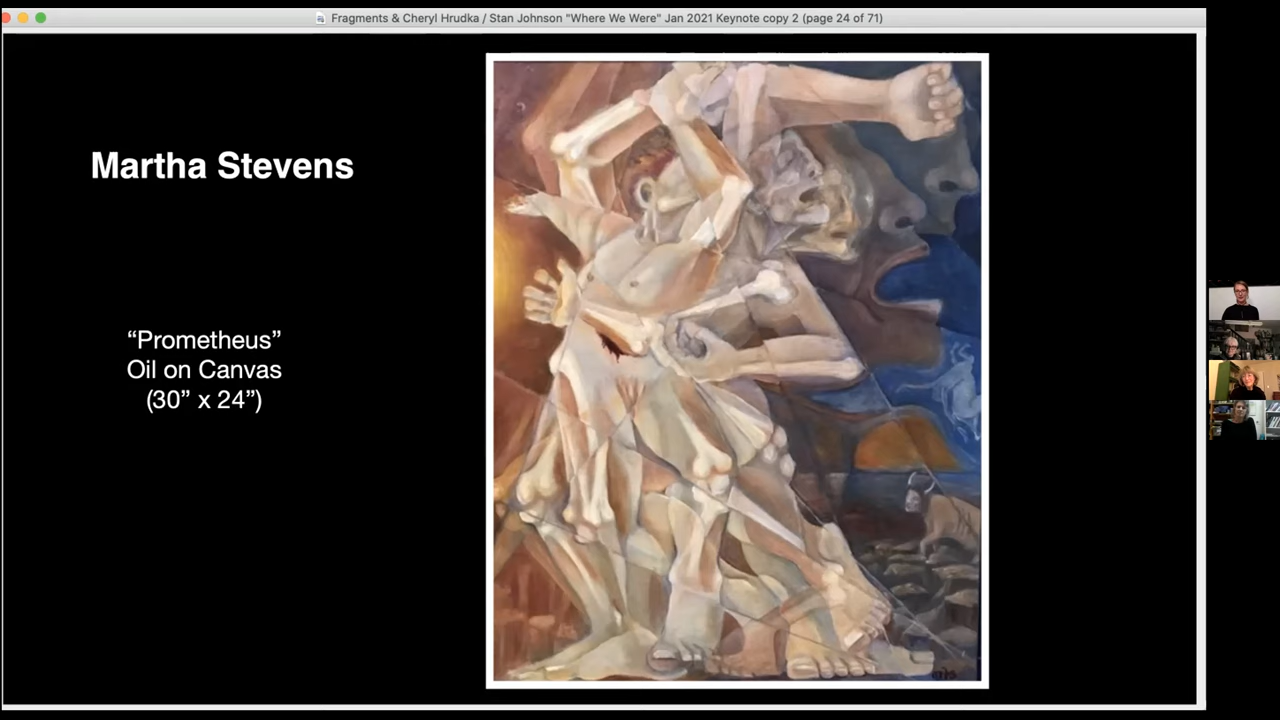 Fragments & Cheryl Hrudka / Stan Johnson "Where We Were" Jan 2021 Keynote copy 2 (page 24 of 71)
Martha Stevens
“Prometheus”
Oil on Canvas
(30” x 24”)